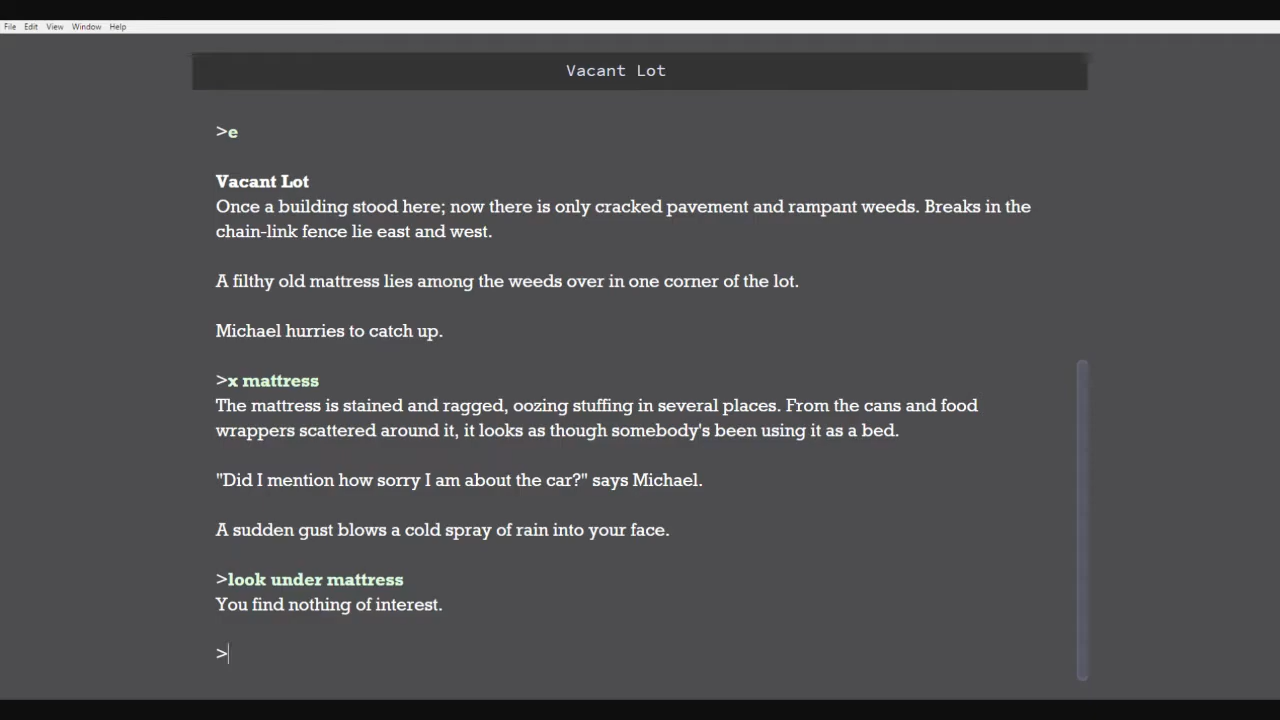 File Edit View Window Help
Vacant Lot
>e
Vacant Lot
Once a building stood here; now there is only cracked pavement and rampant weeds. Breaks in the
chain-link fence lie east and west.
A filthy old mattress lies among the weeds over in one corner of the lot.
Michael hurries to catch up.
>x mattress
The mattress is stained and ragged, oozing stuffing in several places. From the cans and food
wrappers scattered around it, it looks as though somebody's been using it as a bed.
"Did I mention how sorry I am about the car?" says Michael.
A sudden gust blows a cold spray of rain into your face.
>look under mattress
You find nothing of interest.
>